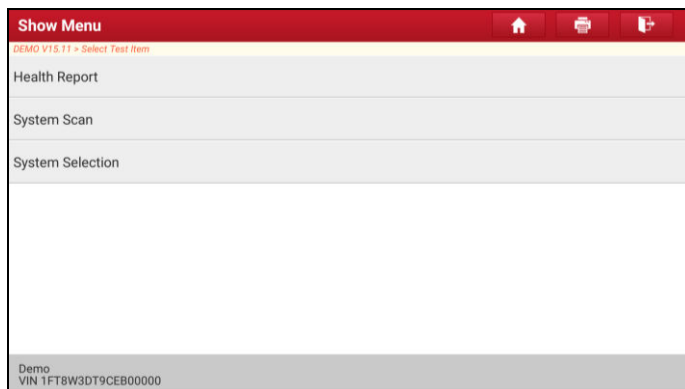 Show Menu
DEMO V15.11 > Select Test Item
Health Report
System Scan
System Selection
Demo
VIN 1FT8W3DT9CEB00000